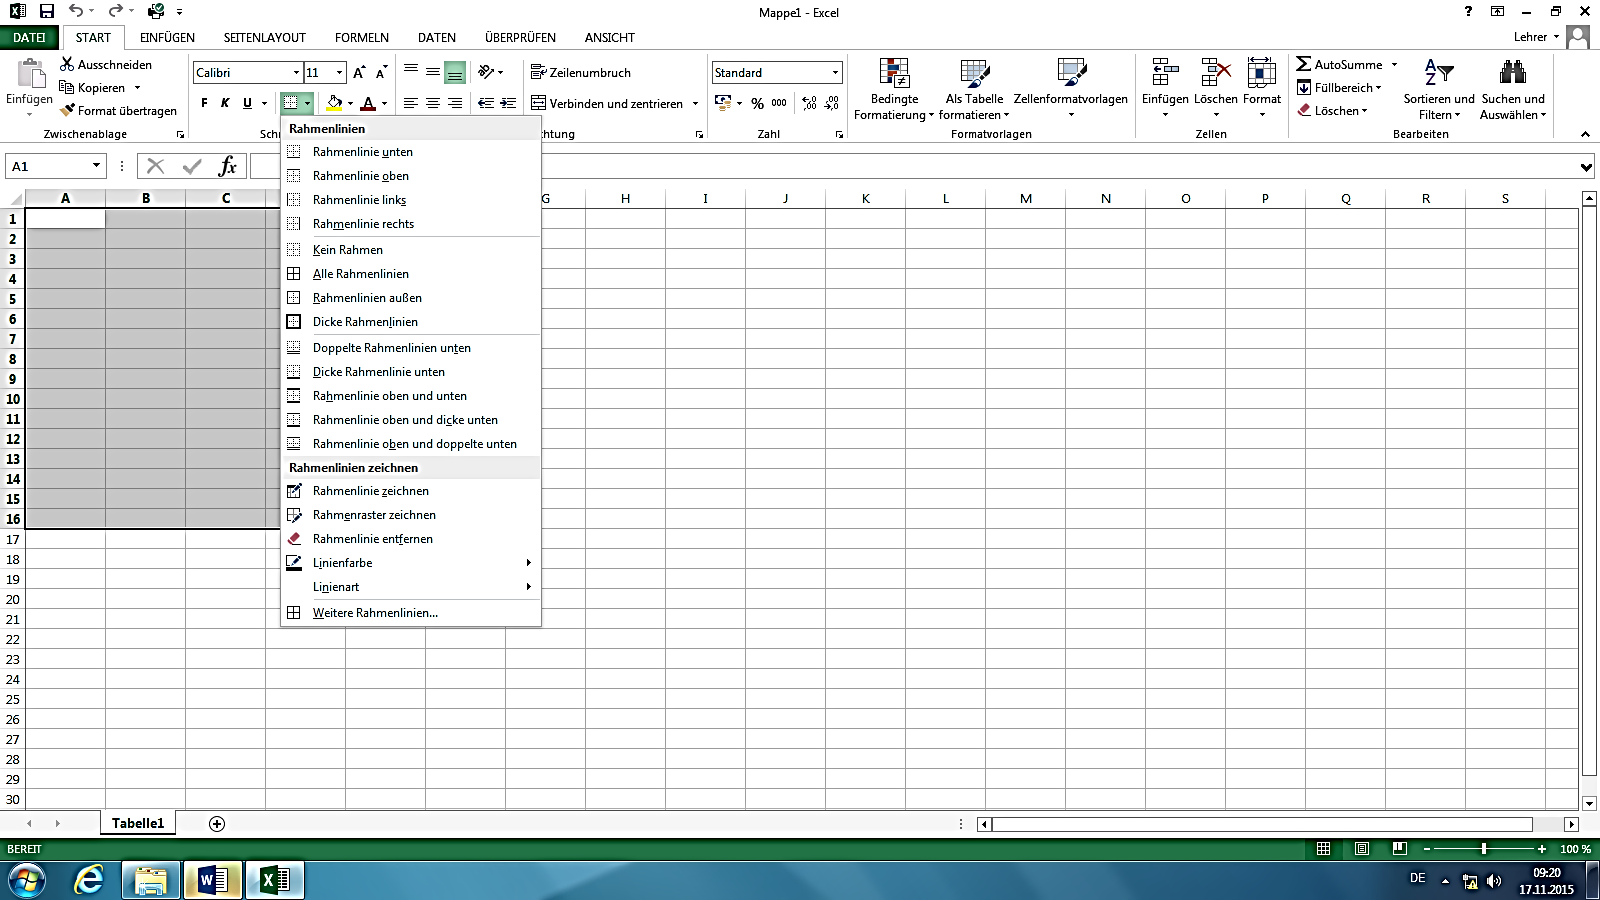 Mappe1 - Excel
?
DATEI START EINFÜGEN SEITENLAYOUT FORMELN DATEN ÜBERPRÜFEN ANSICHT Lehrer
Einfügen
Ausschneiden
Kopieren
Format übertragen
Zwischenablage
Calibri 11 A A
F K U A
Schr
Zeilenumbruch
Verbinden und zentrieren
htung
Standard
% 000
Zahl
Bedingte Formatierung
Als Tabelle formatieren
Zellenformatvorlagen
Formatvorlagen
Einfügen Löschen Format
Zellen
AutoSumme
Füllbereich
Löschen
Sortieren und Filtern
Suchen und Auswählen
Bearbeiten
A1 fx
Rahmenlinien
Rahmenlinie unten
Rahmenlinie oben
Rahmenlinie links
Rahmenlinie rechts
Kein Rahmen
Alle Rahmenlinien
Rahmenlinien außen
Dicke Rahmenlinien
Doppelte Rahmenlinien unten
Dicke Rahmenlinie unten
Rahmenlinie oben und unten
Rahmenlinie oben und dicke unten
Rahmenlinie oben und doppelte unten
Rahmenlinien zeichnen
Rahmenlinie zeichnen
Rahmenraster zeichnen
Rahmenlinie entfernen
Linienfarbe
Linienart
Weitere Rahmenlinien...
A B C G H I J K L M N O P Q R S
1
2
3
4
5
6
7
8
9
10
11
12
13
14
15
16
17
18
19
20
21
22
23
24
25
26
27
28
29
30
Tabelle1
BEREIT 100 %
DE
09:20
17.11.2015